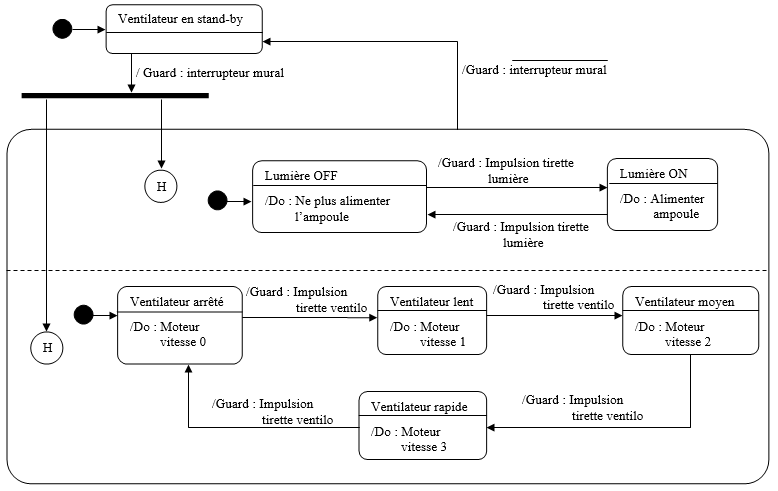 Ventilateur en stand-by
/ Guard : interrupteur mural
/Guard : interrupteur mural
H
Lumière OFF
/Do : Ne plus alimenter
l’ampoule
/Guard : Impulsion tirette
lumière
Lumière ON
/Do : Alimenter
ampoule
/Guard : Impulsion tirette
lumière
H
Ventilateur arrêté
/Do : Moteur
vitesse 0
/Guard : Impulsion
tirette ventilo
Ventilateur lent
/Do : Moteur
vitesse 1
/Guard : Impulsion
tirette ventilo
Ventilateur moyen
/Do : Moteur
vitesse 2
/Guard : Impulsion
tirette ventilo
Ventilateur rapide
/Do : Moteur
vitesse 3
/Guard : Impulsion
tirette ventilo